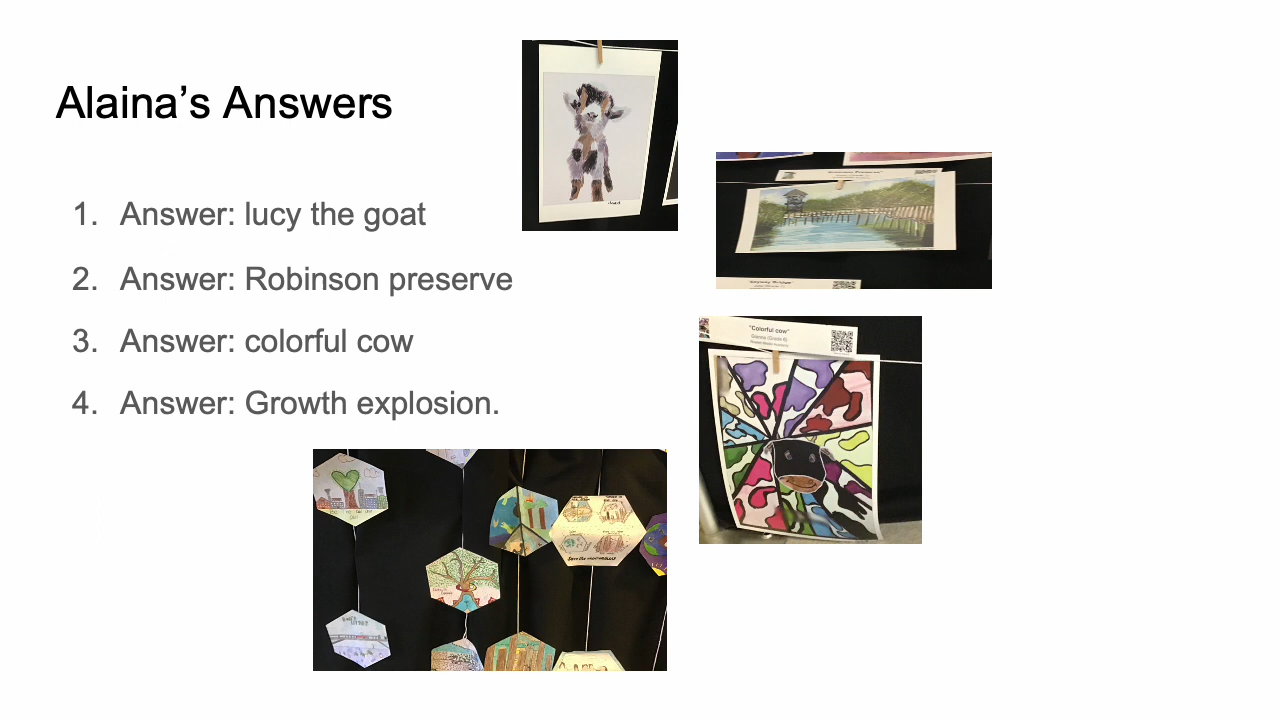 Alaina’s Answers
1. Answer: lucy the goat
2. Answer: Robinson preserve
3. Answer: colorful cow
4. Answer: Growth explosion.
"Colorful cow"